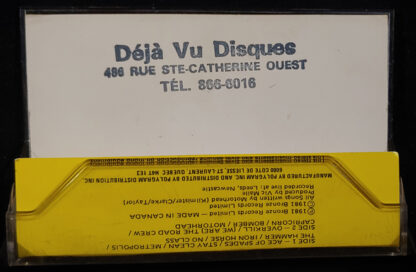 Déjà Vu Disques
486 RUE STE-CATHERINE OUEST
TÉL. 866-6016
SIDE 1 — ACE OF SPADES / STAY CLEAN / METROPOLIS /
THE HAMMER / IRON HORSE / NO CLASS
SIDE 2 — OVERKILL / (WE ARE) THE ROAD CREW /
CAPRICORN / BOMBER / MOTORHEAD
℗ 1981 Bronze Records Limited
© 1981 Bronze Records Limited — MADE IN CANADA
All Songs written by Motorhead (Kilmister/Clarke/Taylor)
Produced by Vic Maile
Recorded live at: Leeds, Newcastle
MANUFACTURED BY POLYGRAM INC AND DISTRIBUTED BY POLYGRAM DISTRIBUTION INC
6000 COTE DE LIESSE, ST-LAURENT QUEBEC H4T 1E3